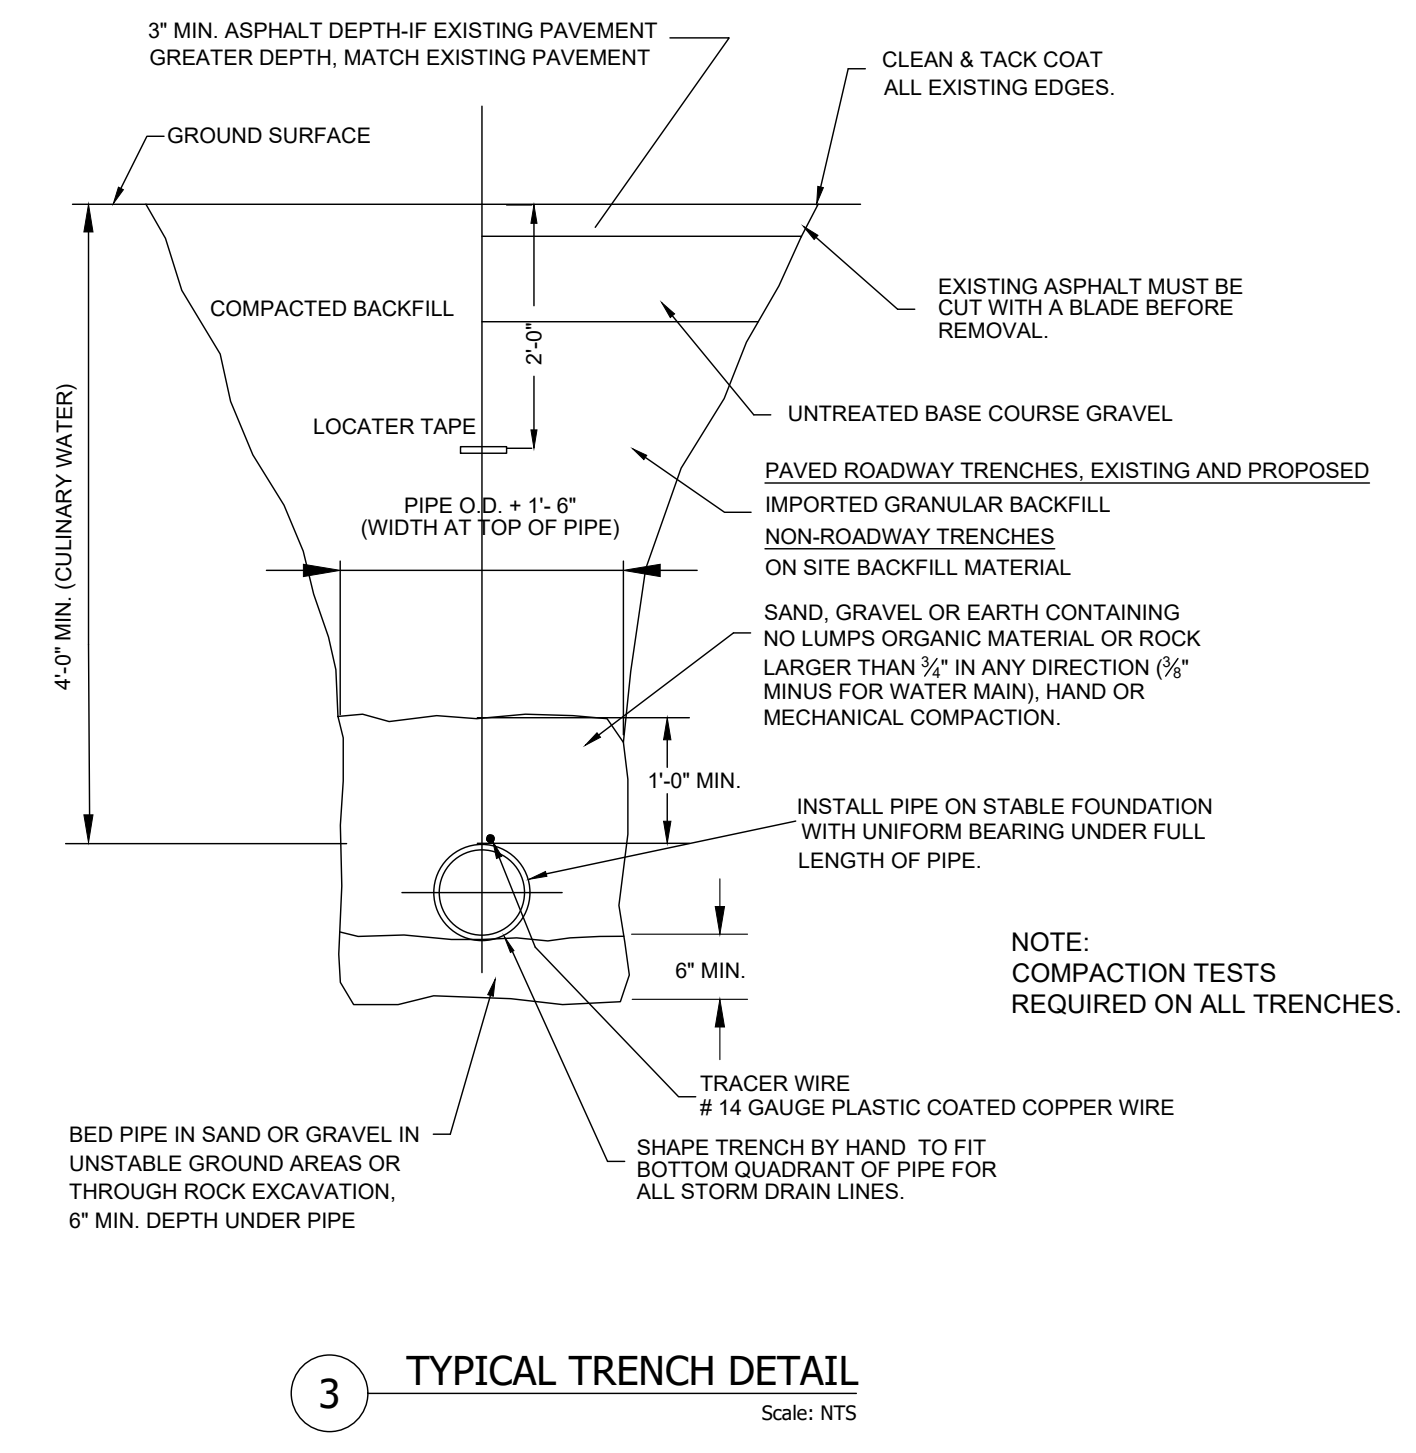 3" MIN. ASPHALT DEPTH-IF EXISTING PAVEMENT
GREATER DEPTH, MATCH EXISTING PAVEMENT
CLEAN & TACK COAT
ALL EXISTING EDGES.
GROUND SURFACE
EXISTING ASPHALT MUST BE
CUT WITH A BLADE BEFORE
REMOVAL.
COMPACTED BACKFILL
2'-0"
4'-0" MIN. (CULINARY WATER)
UNTREATED BASE COURSE GRAVEL
LOCATER TAPE
PAVED ROADWAY TRENCHES, EXISTING AND PROPOSED
IMPORTED GRANULAR BACKFILL
NON-ROADWAY TRENCHES
ON SITE BACKFILL MATERIAL
PIPE O.D. + 1'- 6"
(WIDTH AT TOP OF PIPE)
SAND, GRAVEL OR EARTH CONTAINING
NO LUMPS ORGANIC MATERIAL OR ROCK
LARGER THAN ¾" IN ANY DIRECTION (⅜"
MINUS FOR WATER MAIN), HAND OR
MECHANICAL COMPACTION.
1'-0" MIN.
INSTALL PIPE ON STABLE FOUNDATION
WITH UNIFORM BEARING UNDER FULL
LENGTH OF PIPE.
6" MIN.
NOTE:
COMPACTION TESTS
REQUIRED ON ALL TRENCHES.
TRACER WIRE
# 14 GAUGE PLASTIC COATED COPPER WIRE
BED PIPE IN SAND OR GRAVEL IN
UNSTABLE GROUND AREAS OR
THROUGH ROCK EXCAVATION,
6" MIN. DEPTH UNDER PIPE
SHAPE TRENCH BY HAND TO FIT
BOTTOM QUADRANT OF PIPE FOR
ALL STORM DRAIN LINES.
3
TYPICAL TRENCH DETAIL
Scale: NTS